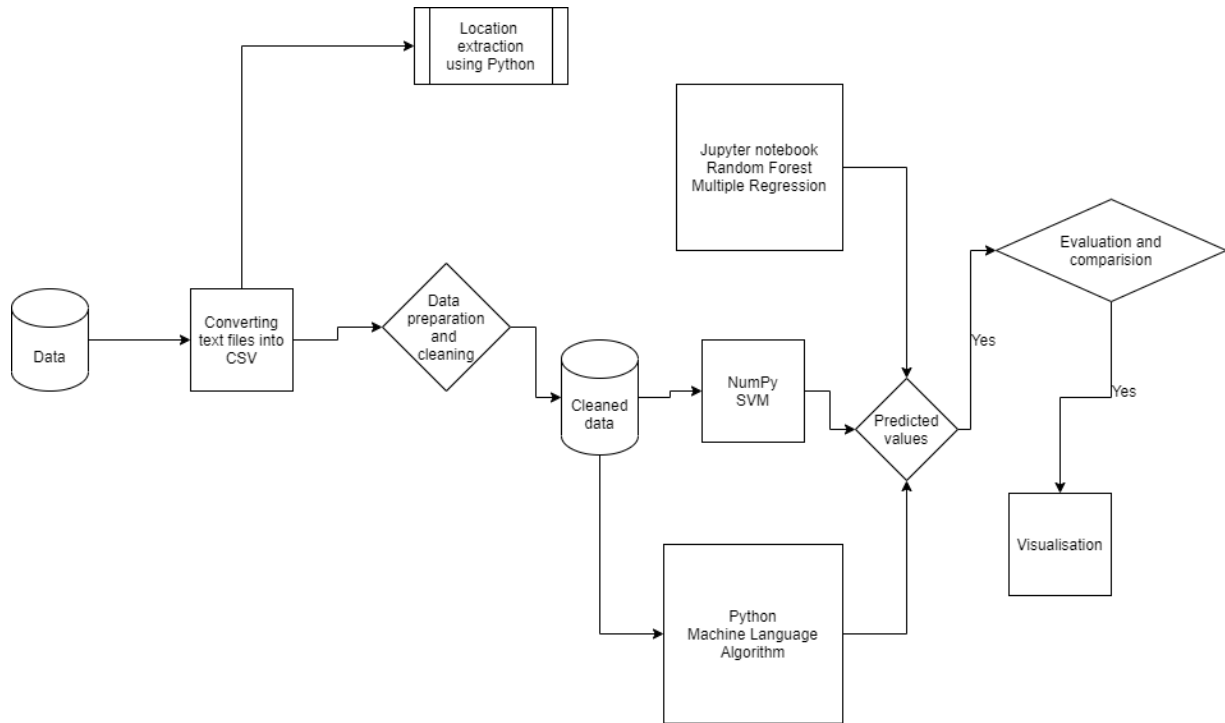 Location
extraction
using Python
Jupyter notebook
Random Forest
Multiple Regression
Evaluation and
comparision
Data
preparation
and
cleaning
Converting
text files into
CSV
Data
Yes
NumPy
SVM
Cleaned
data
Predicted
values
Yes
Visualisation
Python
Machine Language
Algorithm